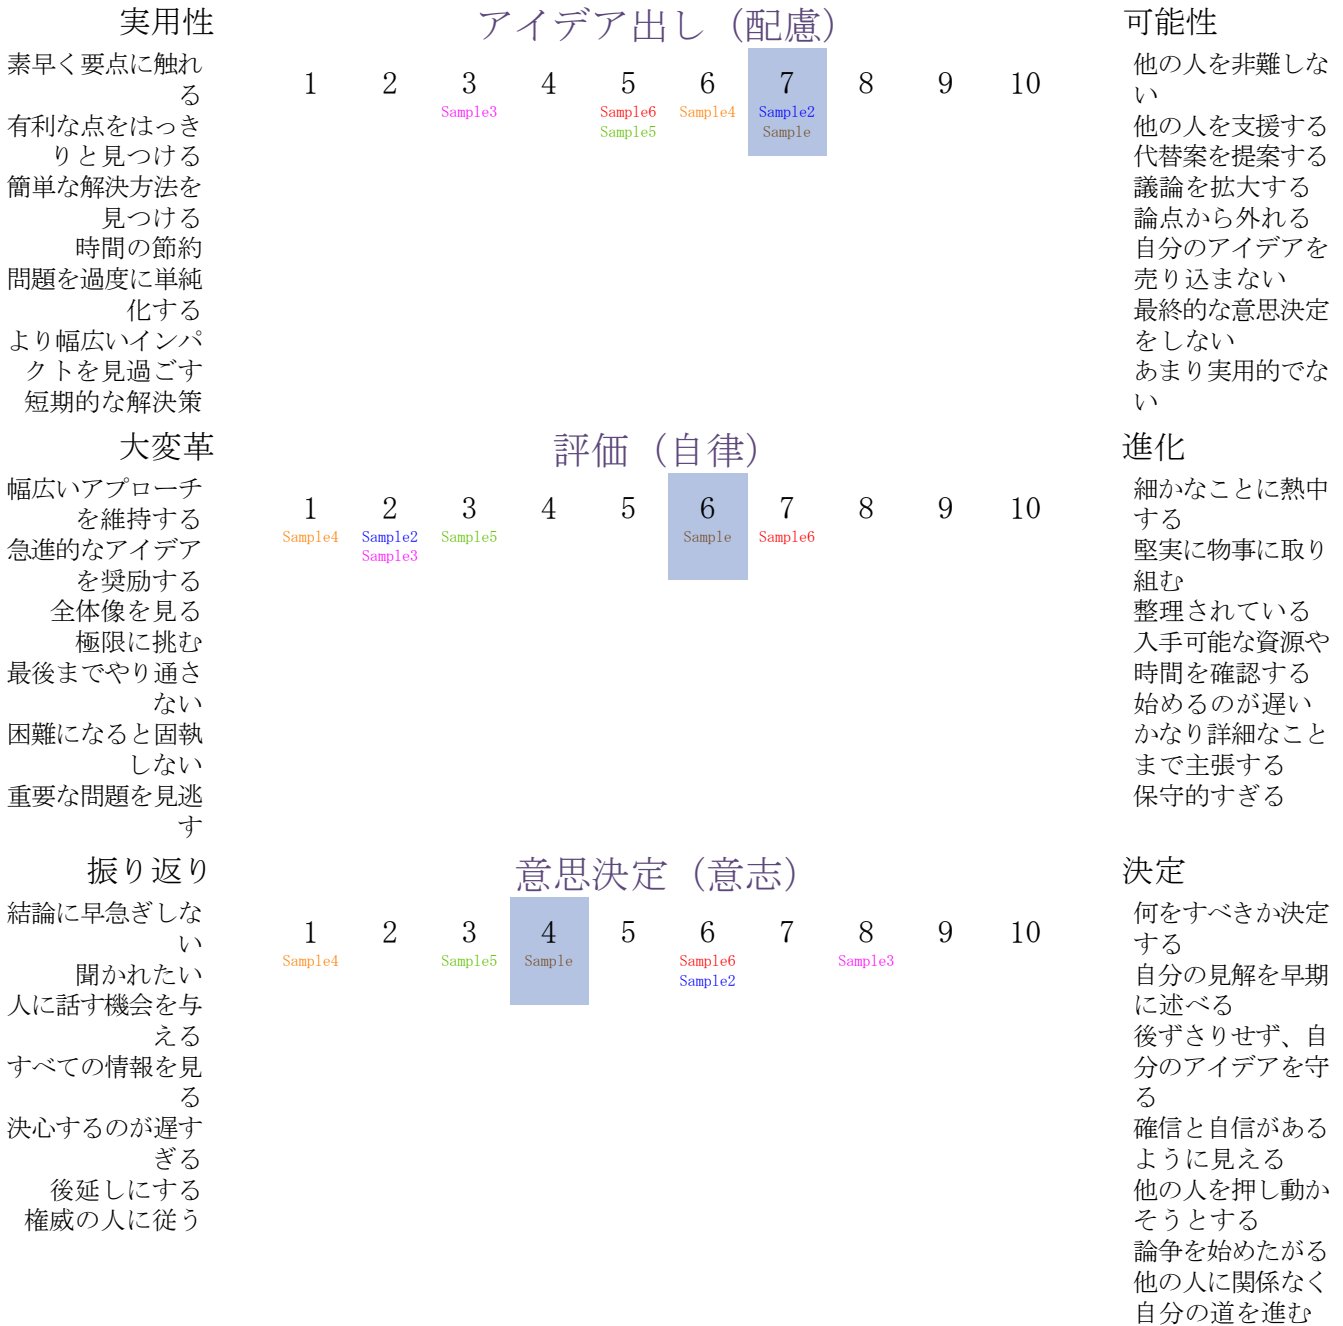 実用性
アイデア出し（配慮）
可能性
素早く要点に触れ
る
有利な点をはっき
りと見つける
簡単な解決方法を
見つける
時間の節約
問題を過度に単純
化する
より幅広いインパ
クトを見過ごす
短期的な解決策
1 2 3 4 5 6 7 8 9 10
Sample3 Sample6 Sample4 Sample2
Sample5 Sample
他の人を非難しな
い
他の人を支援する
代替案を提案する
議論を拡大する
論点から外れる
自分のアイデアを
売り込まない
最終的な意思決定
をしない
あまり実用的でな
い
大変革
評価（自律）
進化
幅広いアプローチ
を維持する
急進的なアイデア
を奨励する
全体像を見る
極限に挑む
最後までやり通さ
ない
困難になると固執
しない
重要な問題を見逃
す
1 2 3 4 5 6 7 8 9 10
Sample4 Sample2 Sample5 Sample Sample6
Sample3
細かなことに熱中
する
堅実に物事に取り
組む
整理されている
入手可能な資源や
時間を確認する
始めるのが遅い
かなり詳細なこと
まで主張する
保守的すぎる
振り返り
意思決定（意志）
決定
結論に早急ぎしな
い
聞かれたい
人に話す機会を与
える
すべての情報を見
る
決心するのが遅す
ぎる
後延しにする
権威の人に従う
1 2 3 4 5 6 7 8 9 10
Sample4 Sample5 Sample Sample6 Sample3
Sample2
何をすべきか決定
する
自分の見解を早期
に述べる
後ずさりせず、自
分のアイデアを守
る
確信と自信がある
ように見える
他の人を押し動か
そうとする
論争を始めたがる
他の人に関係なく
自分の道を進む